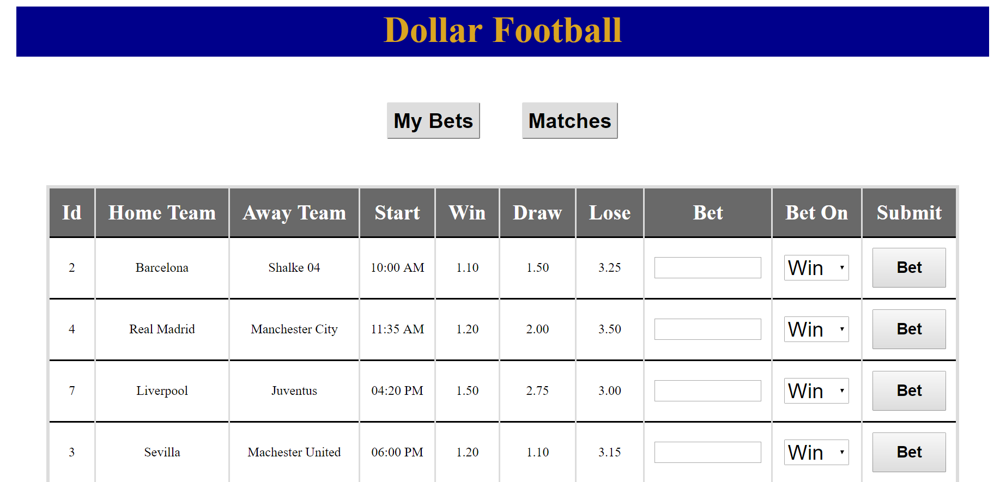 Dollar Football
My Bets Matches
Id Home Team Away Team Start Win Draw Lose Bet Bet On Submit
2 Barcelona Shalke 04 10:00 AM 1.10 1.50 3.25 Win Bet
4 Real Madrid Manchester City 11:35 AM 1.20 2.00 3.50 Win Bet
7 Liverpool Juventus 04:20 PM 1.50 2.75 3.00 Win Bet
3 Sevilla Machester United 06:00 PM 1.20 1.10 3.15 Win Bet